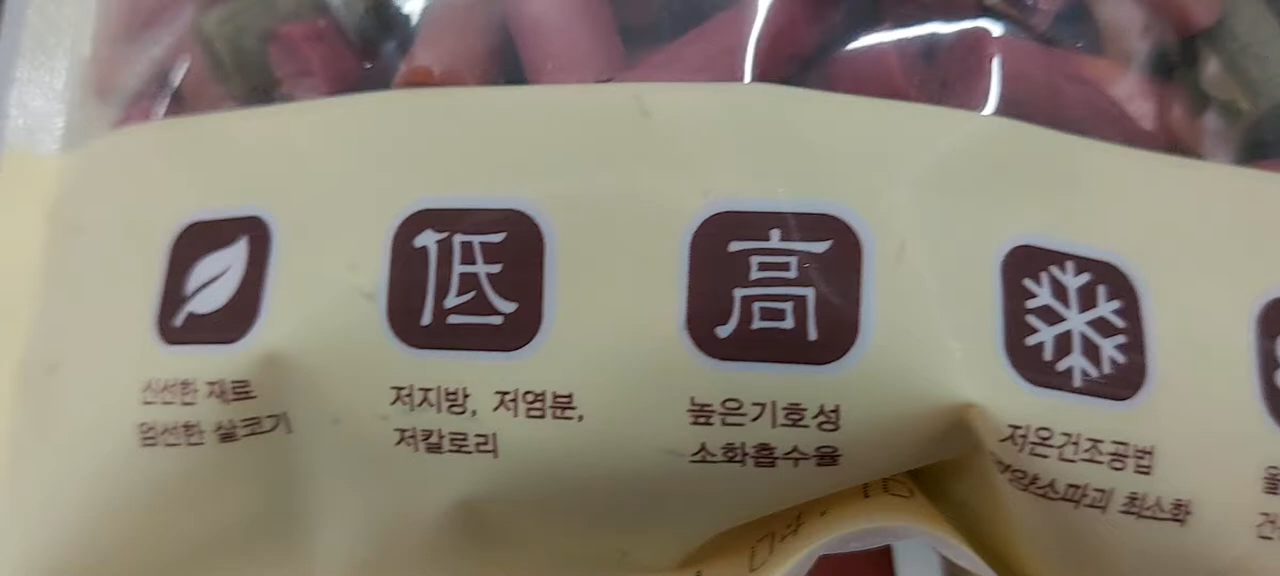 低
高
신선한 재료
엄선한 살코기
저지방, 저염분,
저칼로리
높은기호성
소화흡수율
저온건조공법
영양소파괴 최소화